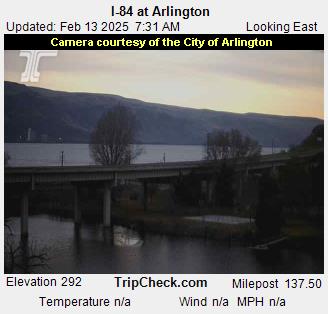 I-84 at Arlington
Updated: Feb 13 2025 7:31 AM Looking East
Camera courtesy of the City of Arlington
Elevation 292 TripCheck.com Milepost 137.50
Temperature n/a Wind n/a MPH n/a